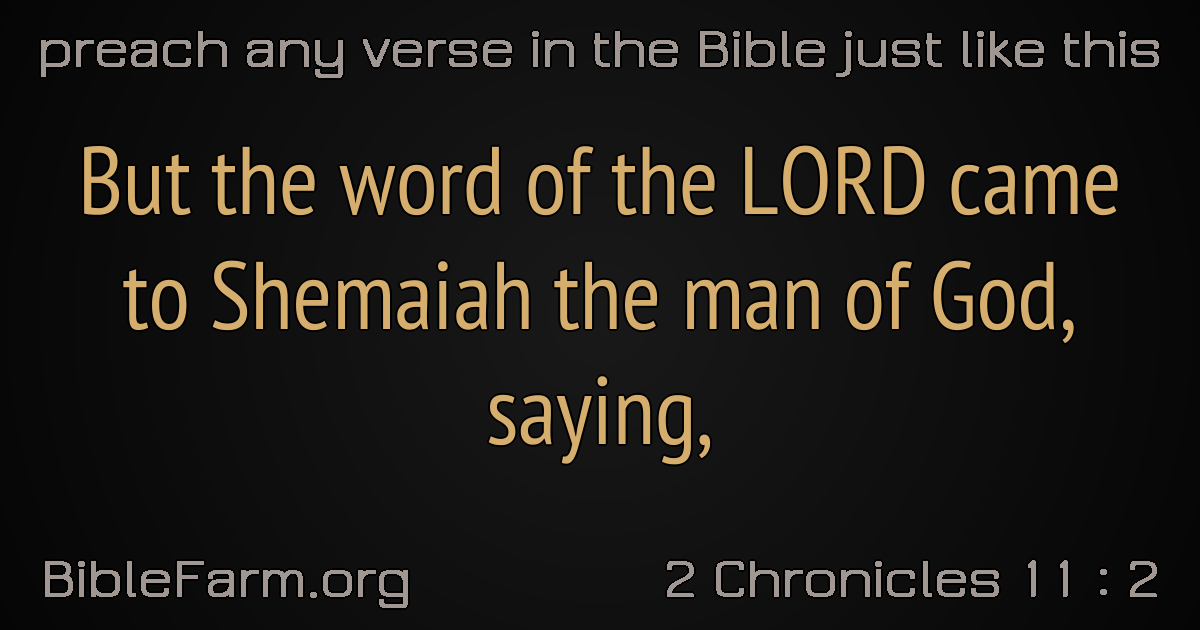 preach any verse in the Bible just like this
But the word of the LORD came
to Shemaiah the man of God,
saying,
BibleFarm.org
2 Chronicles 11 : 2